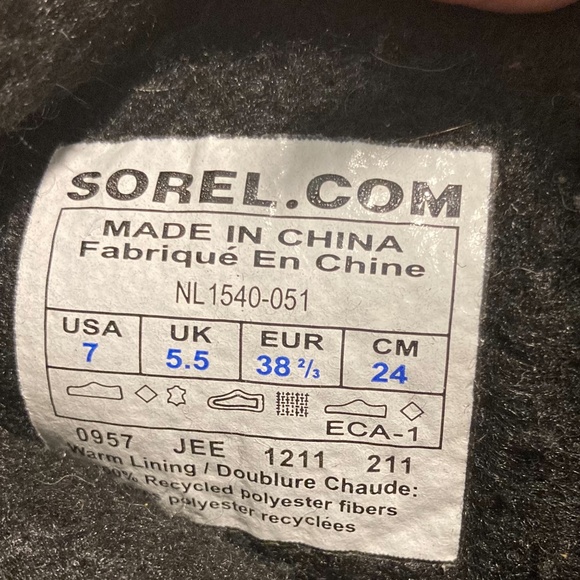 SOREL.COM
MADE IN CHINA
Fabriqué En Chine
NL1540-051
USA UK EUR CM
7 5.5 38 2/3 24
ECA-1
0957 JEE 1211 211
Warm Lining / Doublure Chaude:
Recycled polyester fibers
polyester recyclées